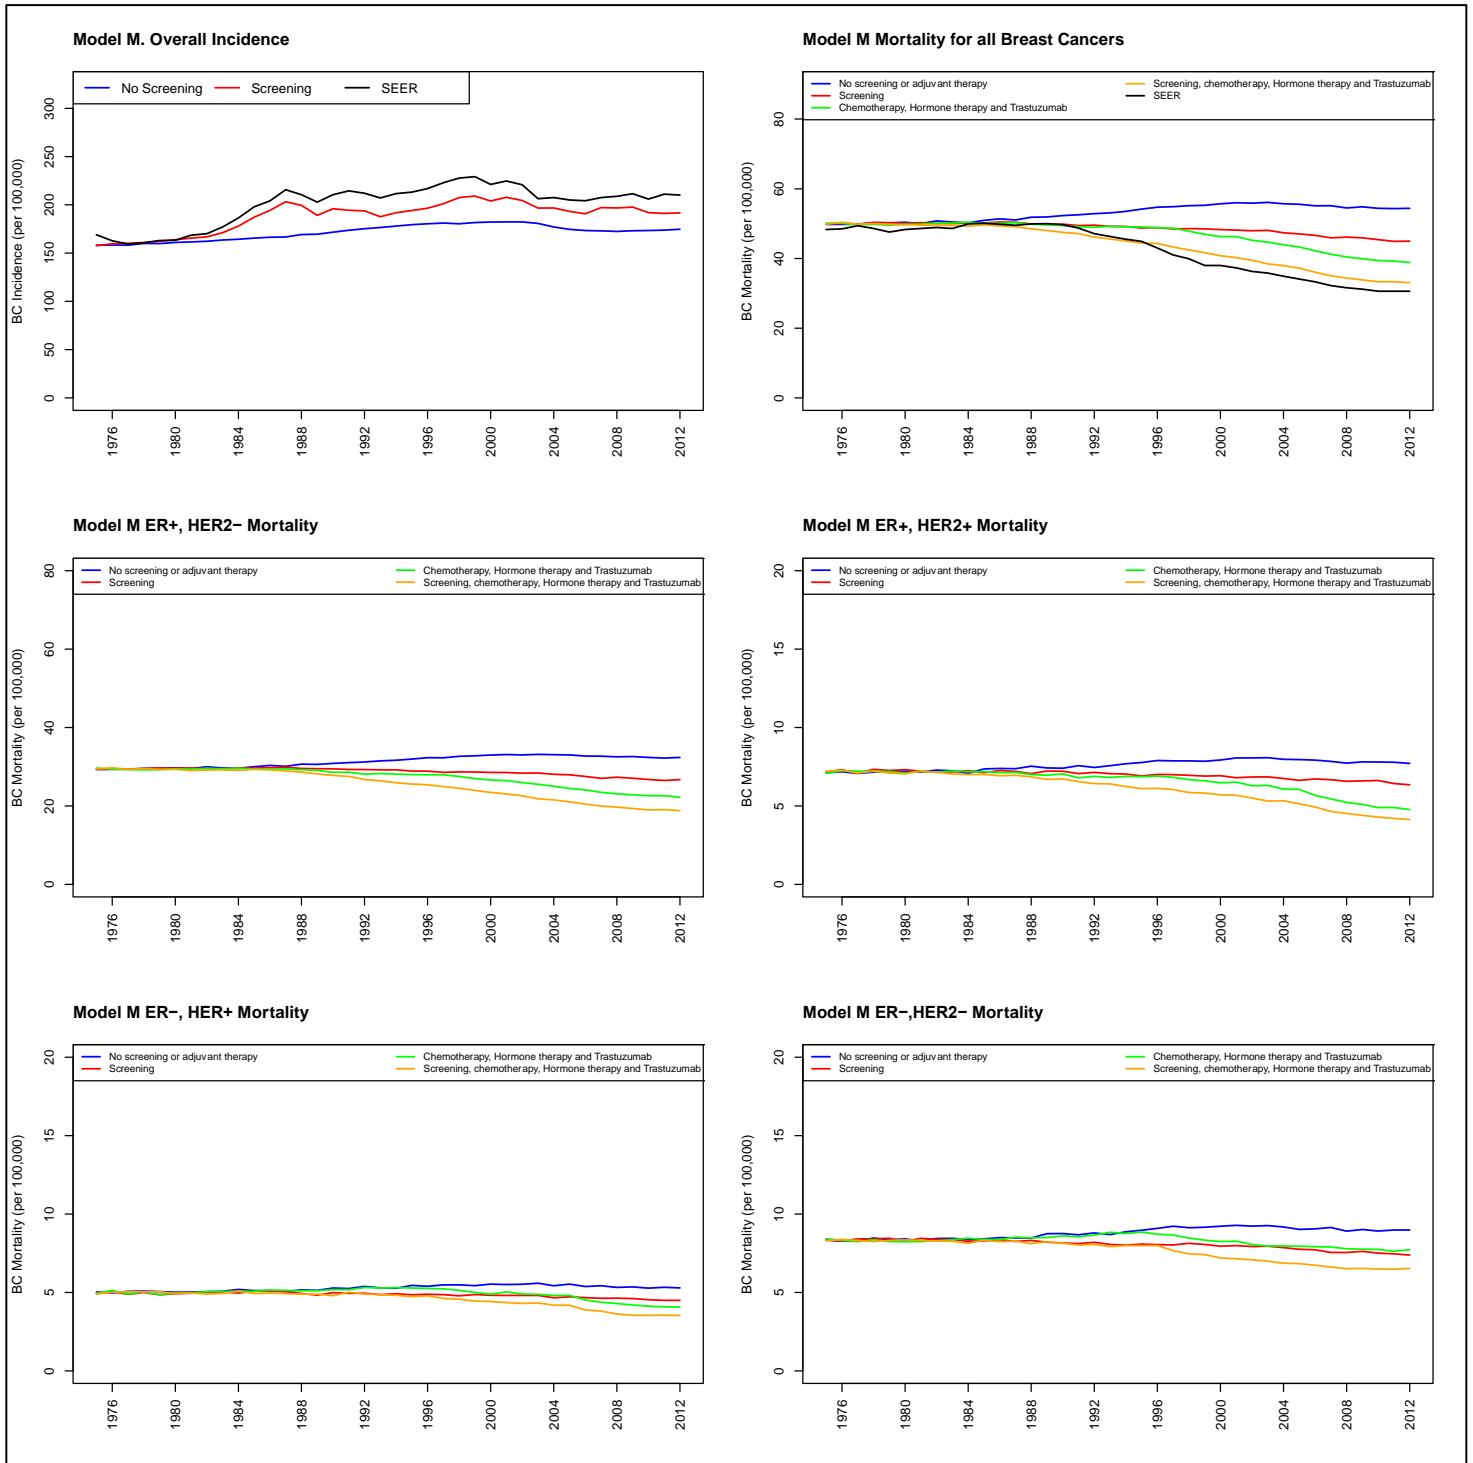 Model M. Overall Incidence
No Screening Screening SEER
BC Incidence (per 100,000)
0 50 100 150 200 250 300
1976 1980 1984 1988 1992 1996 2000 2004 2008 2012
Model M Mortality for all Breast Cancers
No screening or adjuvant therapy
Screening
Chemotherapy, Hormone therapy and Trastuzumab
Screening, chemotherapy, Hormone therapy and Trastuzumab
SEER
BC Mortality (per 100,000)
0 20 40 60 80
1976 1980 1984 1988 1992 1996 2000 2004 2008 2012
Model M ER+, HER2− Mortality
No screening or adjuvant therapy
Screening
Chemotherapy, Hormone therapy and Trastuzumab
Screening, chemotherapy, Hormone therapy and Trastuzumab
BC Mortality (per 100,000)
0 20 40 60 80
1976 1980 1984 1988 1992 1996 2000 2004 2008 2012
Model M ER+, HER2+ Mortality
No screening or adjuvant therapy
Screening
Chemotherapy, Hormone therapy and Trastuzumab
Screening, chemotherapy, Hormone therapy and Trastuzumab
BC Mortality (per 100,000)
0 5 10 15 20
1976 1980 1984 1988 1992 1996 2000 2004 2008 2012
Model M ER−, HER+ Mortality
No screening or adjuvant therapy
Screening
Chemotherapy, Hormone therapy and Trastuzumab
Screening, chemotherapy, Hormone therapy and Trastuzumab
BC Mortality (per 100,000)
0 5 10 15 20
1976 1980 1984 1988 1992 1996 2000 2004 2008 2012
Model M ER−,HER2− Mortality
No screening or adjuvant therapy
Screening
Chemotherapy, Hormone therapy and Trastuzumab
Screening, chemotherapy, Hormone therapy and Trastuzumab
BC Mortality (per 100,000)
0 5 10 15 20
1976 1980 1984 1988 1992 1996 2000 2004 2008 2012